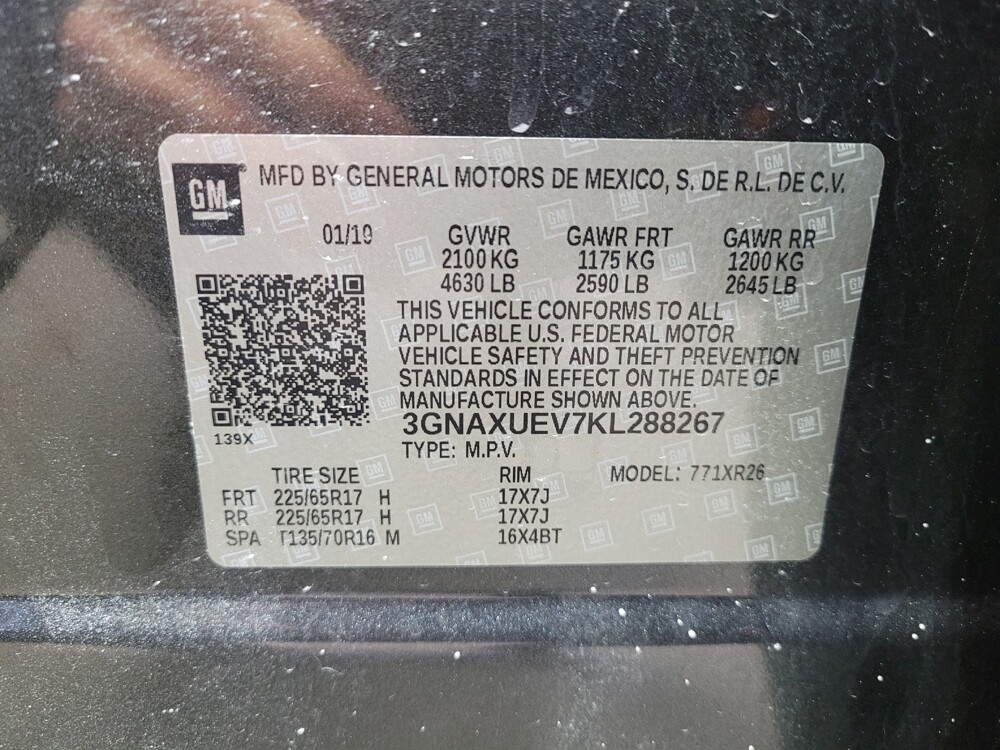 GM MFD BY GENERAL MOTORS DE MEXICO, S. DE R.L. DE C.V.
01/19 GVWR GAWR FRT GAWR RR
2100 KG 1175 KG 1200 KG
4630 LB 2590 LB 2645 LB
THIS VEHICLE CONFORMS TO ALL
APPLICABLE U.S. FEDERAL MOTOR
VEHICLE SAFETY AND THEFT PREVENTION
STANDARDS IN EFFECT ON THE DATE OF
MANUFACTURE SHOWN ABOVE.
3GNAXUEV7KL288267
139X
TYPE: M.P.V.
TIRE SIZE RIM MODEL: 771XR26
FRT 225/65R17 H 17X7J
RR 225/65R17 H 17X7J
SPA T135/70R16 M 16X4BT